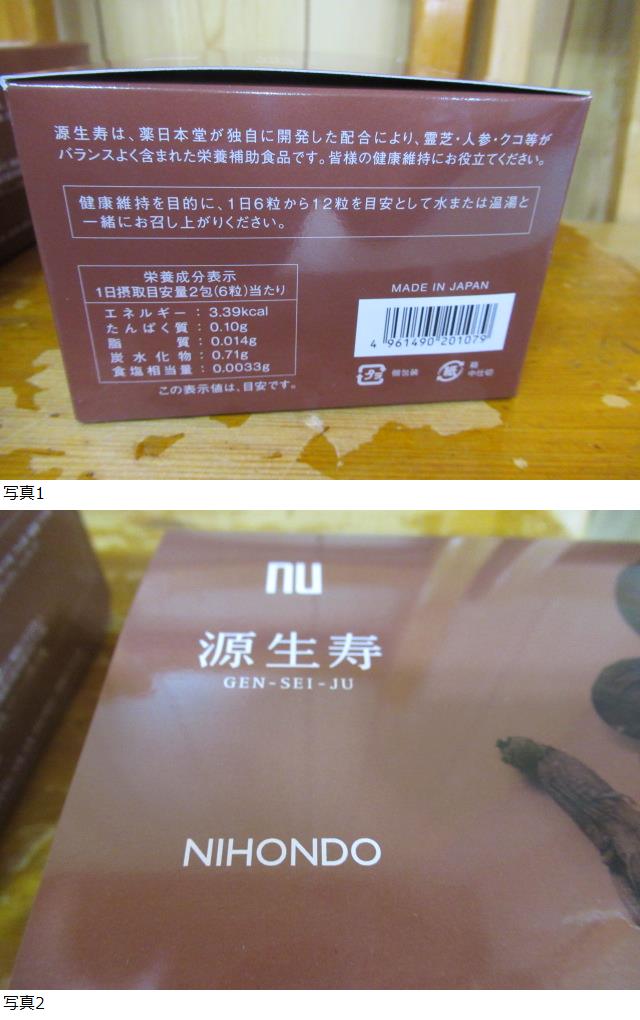 源生寿は、薬日本堂が独自に開発した配合により、霊芝・人参・クコ等が
バランスよく含まれた栄養補助食品です。皆様の健康維持にお役立てください。
健康維持を目的に、1日6粒から12粒を目安として水または温湯と
一緒にお召し上がりください。
栄養成分表示
1日摂取目安量2包(6粒)当たり
エネルギー：3.39kcal
たんぱく質：0.10g
脂質：0.014g
炭水化物：0.71g
食塩相当量：0.0033g
この表示値は、目安です。
MADE IN JAPAN
4 961490 201079
プラ 個包装
紙 箱
中仕切
写真1
nu
源生寿
GEN-SEI-JU
NIHONDO
写真2